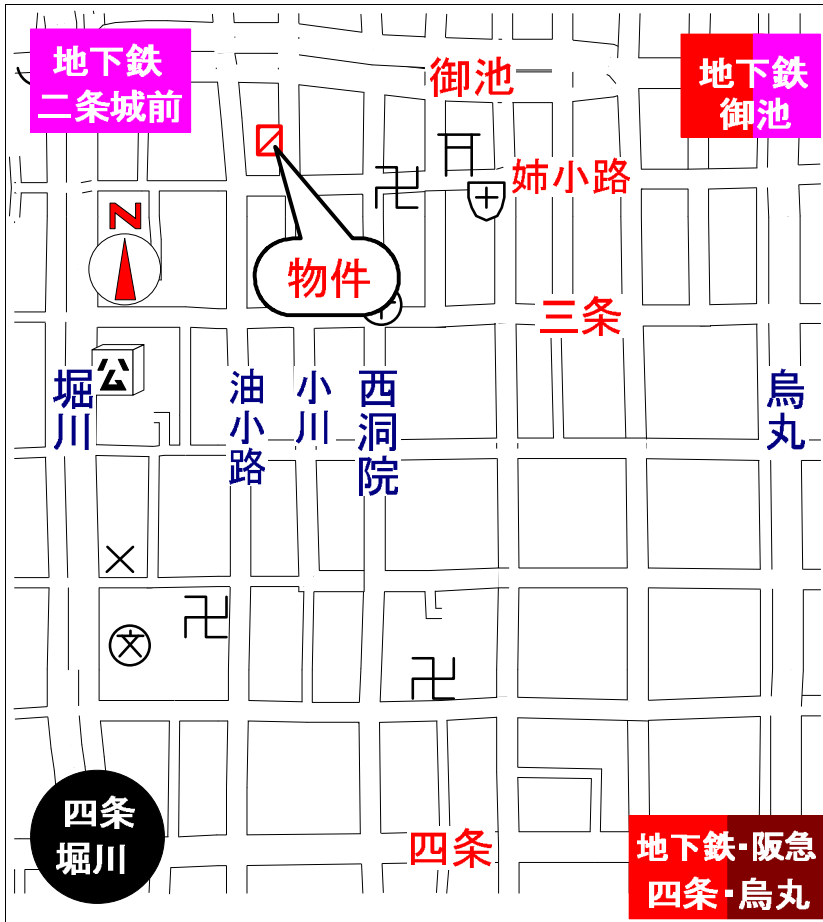 地下鉄
二条城前
御池
地下鉄
御池
姉小路
N
物件
三条
公
堀川
油小路
小川
西洞院
烏丸
文
四条
堀川
四条
地下鉄・阪急
四条・烏丸